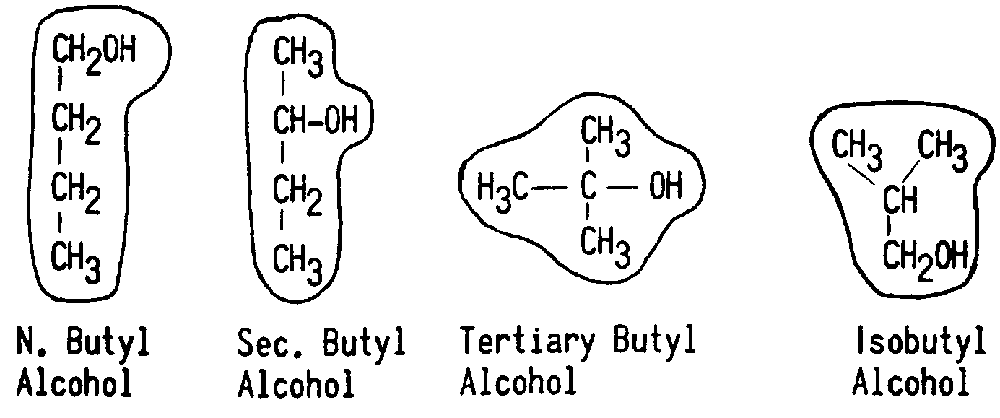 CH2OH
CH2
CH2
CH3
N. Butyl
Alcohol
CH3
CH-OH
CH2
CH3
Sec. Butyl
Alcohol
CH3
H3C — C — OH
CH3
Tertiary Butyl
Alcohol
CH3 CH3
CH
CH2OH
Isobutyl
Alcohol